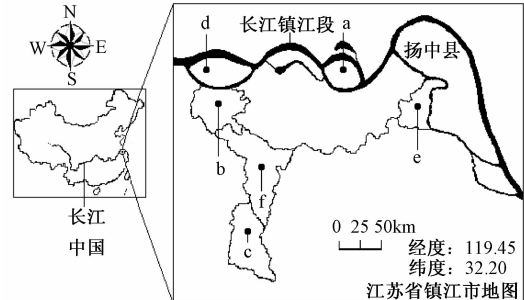 N
W E
S
长江
中国
d
长江镇江段
a
扬中县
b
e
f
c
0 25 50km
经度：119.45
纬度：32.20
江苏省镇江市地图